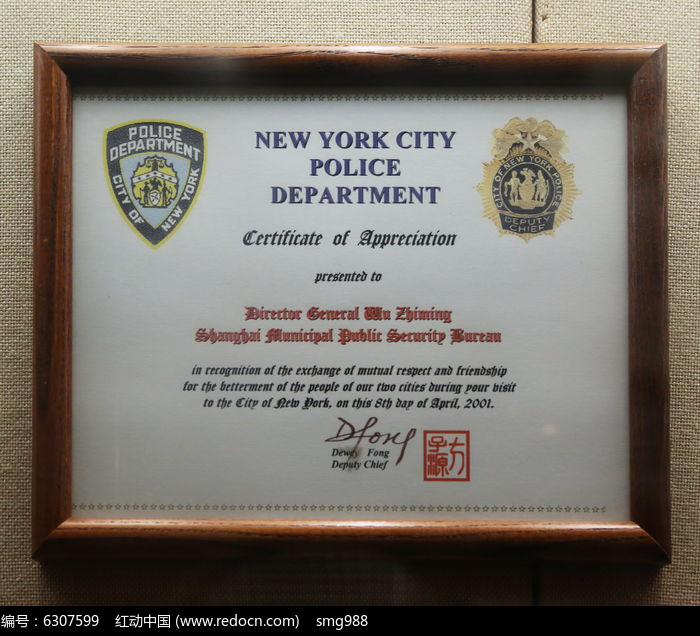 POLICE
DEPARTMENT
CITY OF
NEW YORK
NEW YORK CITY
POLICE
DEPARTMENT
CITY OF NEW YORK POLICE
DEPUTY
CHIEF
Certificate of Appreciation
presented to
Director General Wu Zhiming
Shanghai Municipal Public Security Bureau
in recognition of the exchange of mutual respect and friendship
for the betterment of the people of our two cities during your visit
to the City of New York, on this 8th day of April, 2001.
DFong
Dewey Fong
Deputy Chief
方子源
编号：6307599 红动中国 (www.redocn.com) smg988